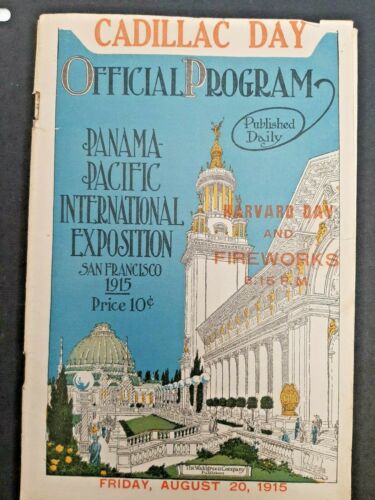 CADILLAC DAY
OFFICIAL PROGRAM
Published
Daily
PANAMA-
PACIFIC
INTERNATIONAL
EXPOSITION
SAN FRANCISCO
1915
Price 10¢
HARVARD DAY
AND
FIREWORKS
8.15 P.M
The Wahlgreen Company
FRIDAY, AUGUST 20, 1915